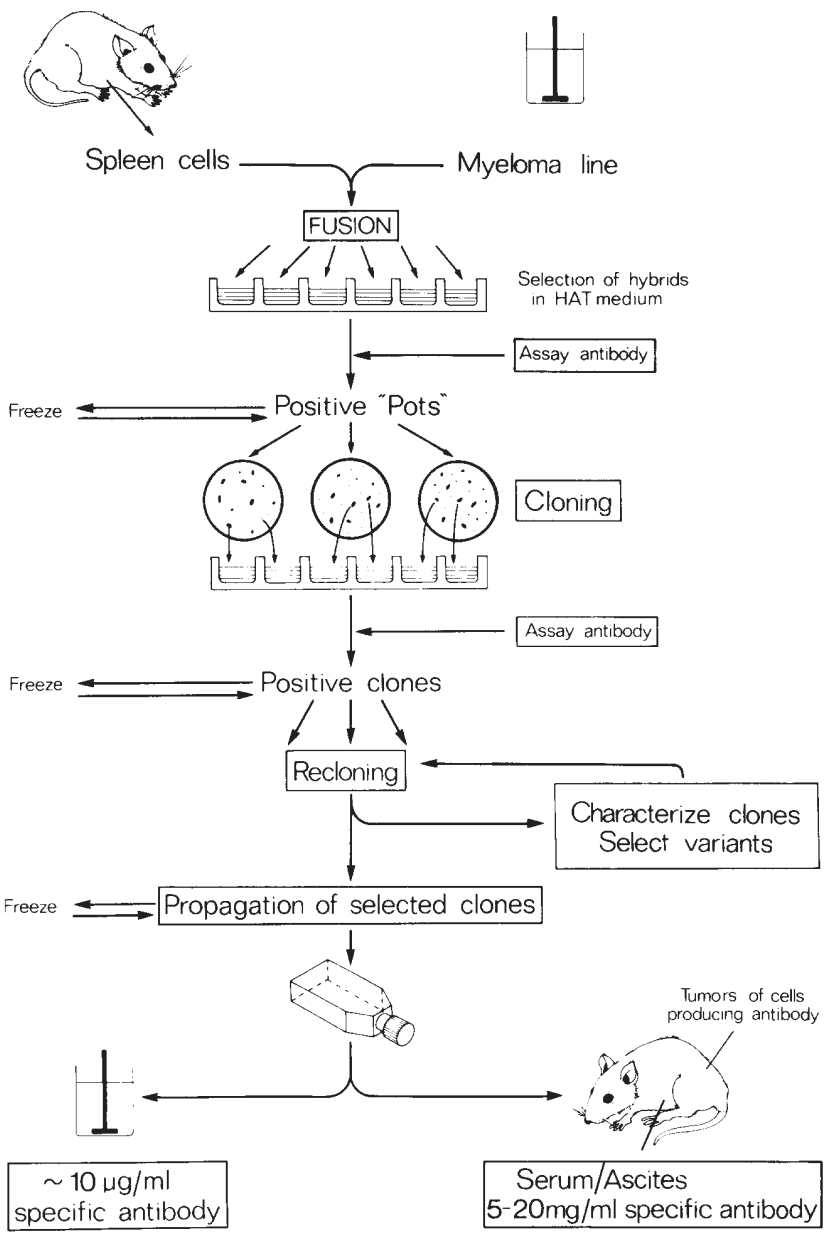 Spleen cells
Myeloma line
FUSION
Selection of hybrids
in HAT medium
Assay antibody
Freeze
Positive "Pots"
Cloning
Assay antibody
Freeze
Positive clones
Recloning
Characterize clones
Select variants
Freeze
Propagation of selected clones
Tumors of cells
producing antibody
~ 10 µg/ml
specific antibody
Serum/Ascites
5-20mg/ml specific antibody